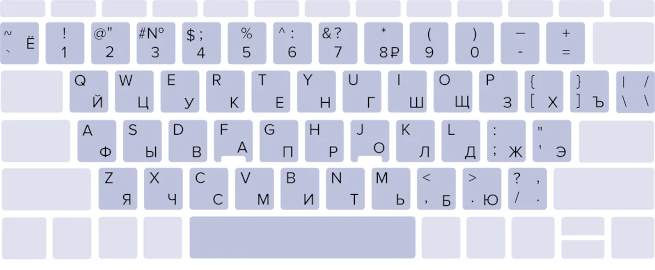 ~ ` Ё ! 1 @" 2 #№ 3 $; 4 % 5 ^: 6 &? 7 * 8₽ ( 9 ) 0 — - + =
Q Й W Ц E У R К T Е Y Н U Г I Ш O Щ P З { [ Х } ] Ъ | \ / \
A Ф S Ы D В F А G П H Р J О K Л L Д : ; Ж " ' Э
Z Я X Ч C С V М B И N Т M Ь < , Б > . Ю ? / , .